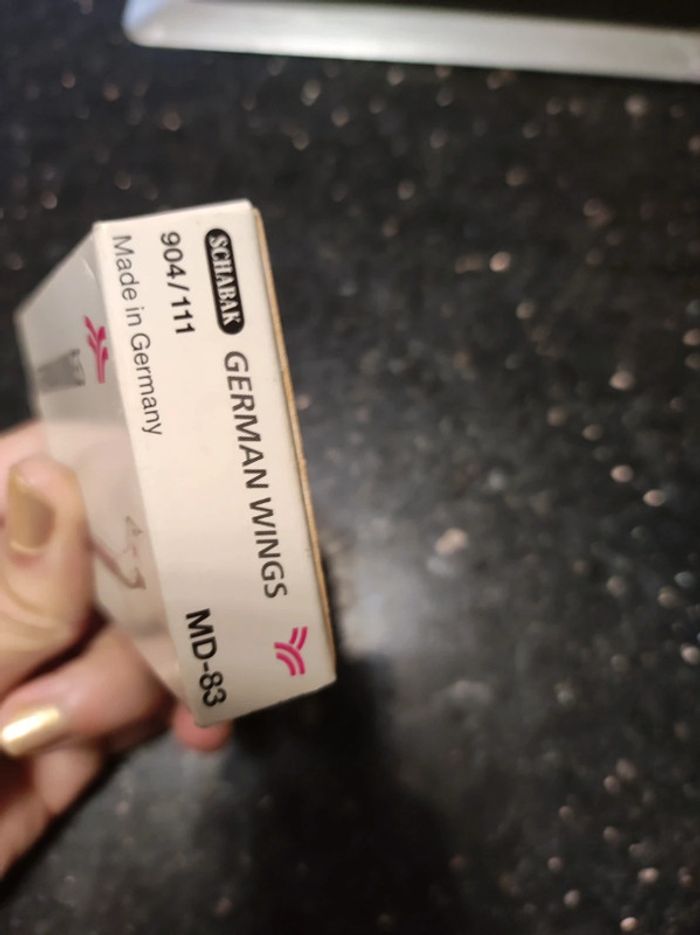 SCHABAK GERMAN WINGS
904/111
Made in Germany
MD-83